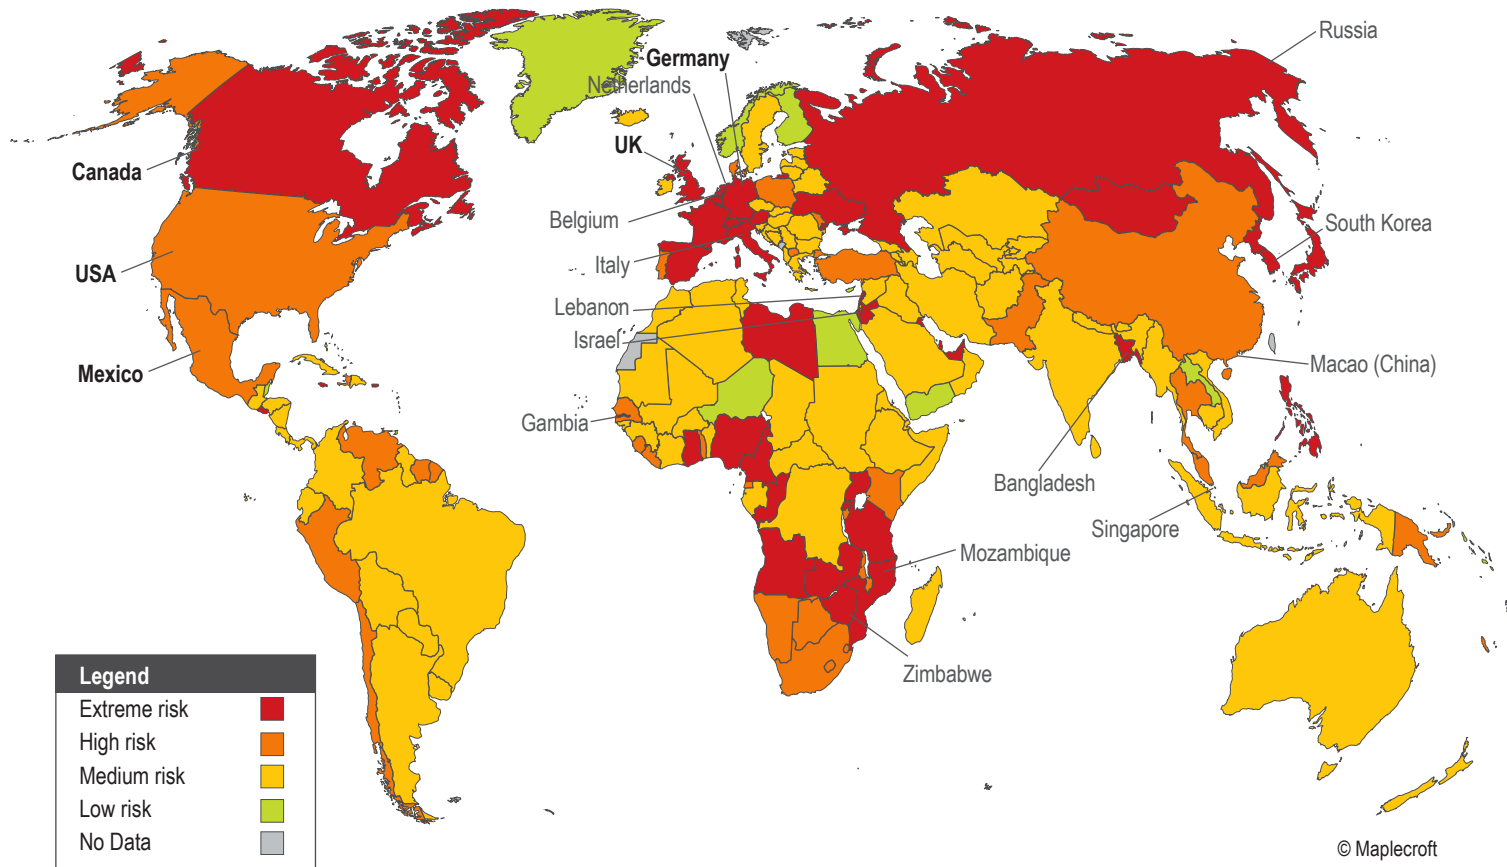 Russia
Germany
Netherlands
UK
Canada
Belgium
South Korea
Italy
USA
Lebanon
Israel
Macao (China)
Mexico
Gambia
Bangladesh
Singapore
Mozambique
Zimbabwe
Legend
Extreme risk
High risk
Medium risk
Low risk
No Data
© Maplecroft